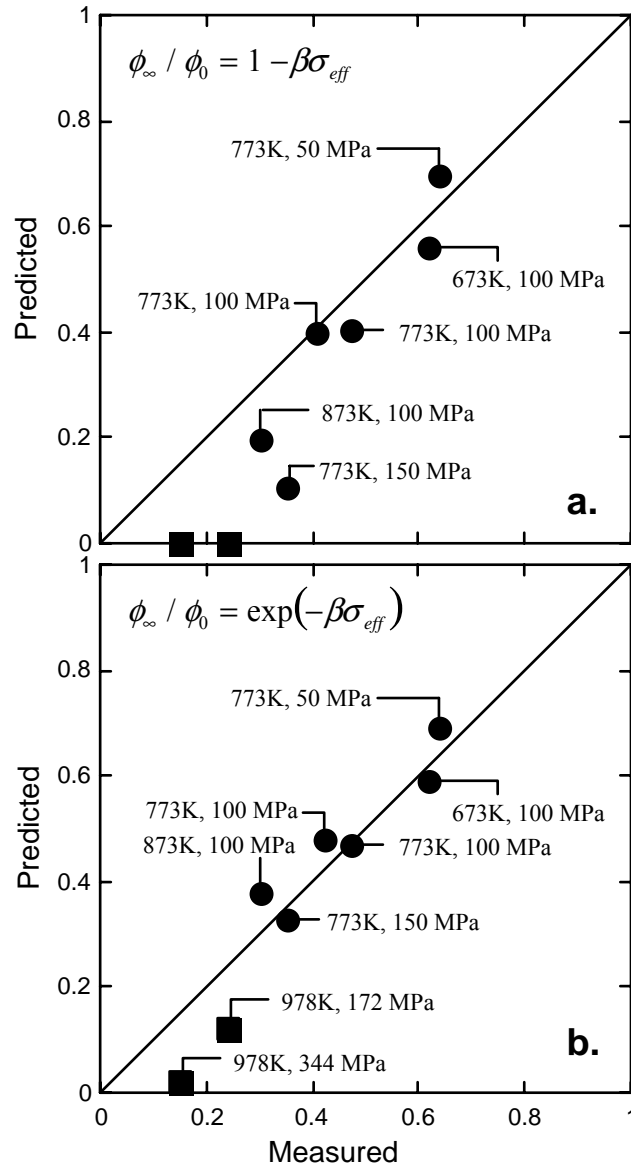 1
ϕ∞ / ϕ0 = 1 − βσeff
0.8
773K, 50 MPa
0.6
673K, 100 MPa
773K, 100 MPa
0.4
773K, 100 MPa
873K, 100 MPa
0.2
773K, 150 MPa
a.
0
Predicted
1
ϕ∞ / ϕ0 = exp(−βσeff)
0.8
773K, 50 MPa
0.6
773K, 100 MPa
673K, 100 MPa
873K, 100 MPa
773K, 100 MPa
0.4
773K, 150 MPa
0.2
978K, 172 MPa
978K, 344 MPa
b.
0
Predicted
0 0.2 0.4 0.6 0.8 1
Measured